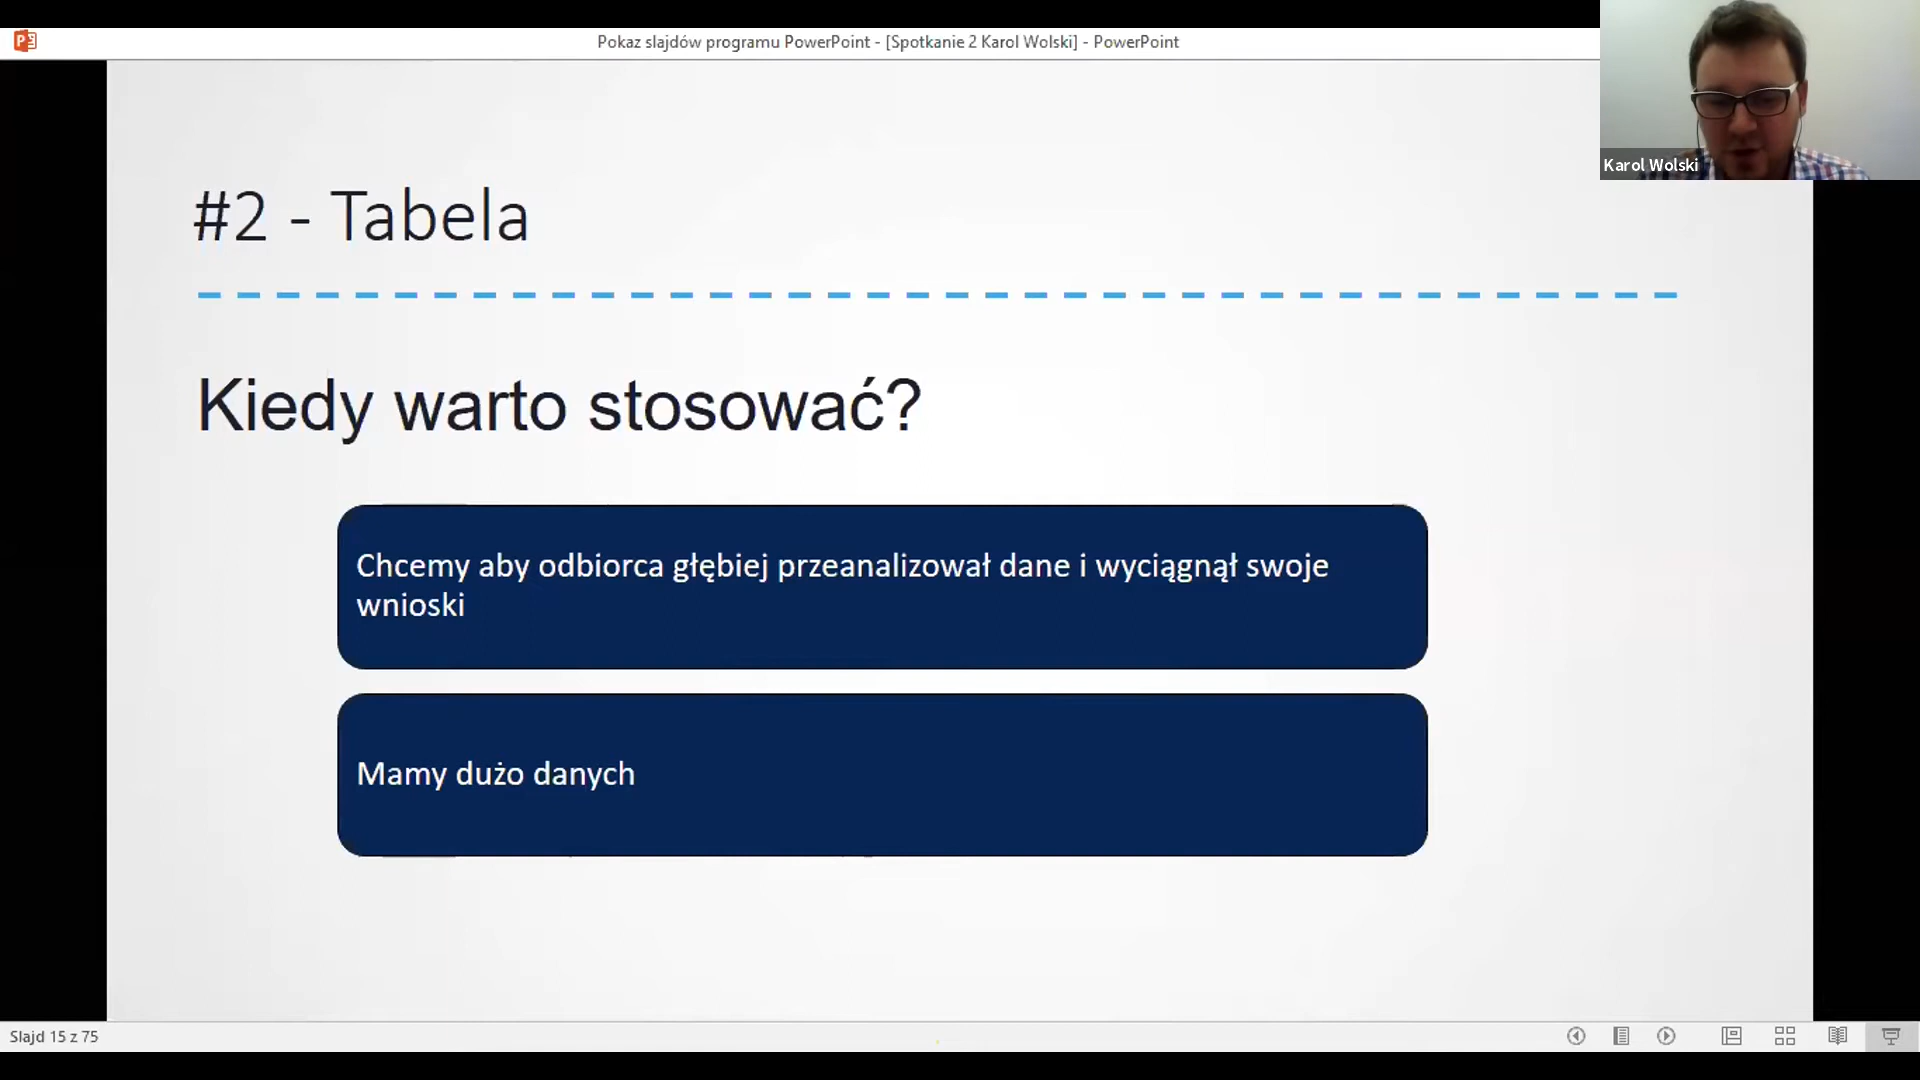 Pokaz slajdów programu PowerPoint - [Spotkanie 2 Karol Wolski] - PowerPoint
Karol Wolski
#2 - Tabela
Kiedy warto stosować?
Chcemy aby odbiorca głębiej przeanalizował dane i wyciągnął swoje
wnioski
Mamy dużo danych
Slajd 15 z 75